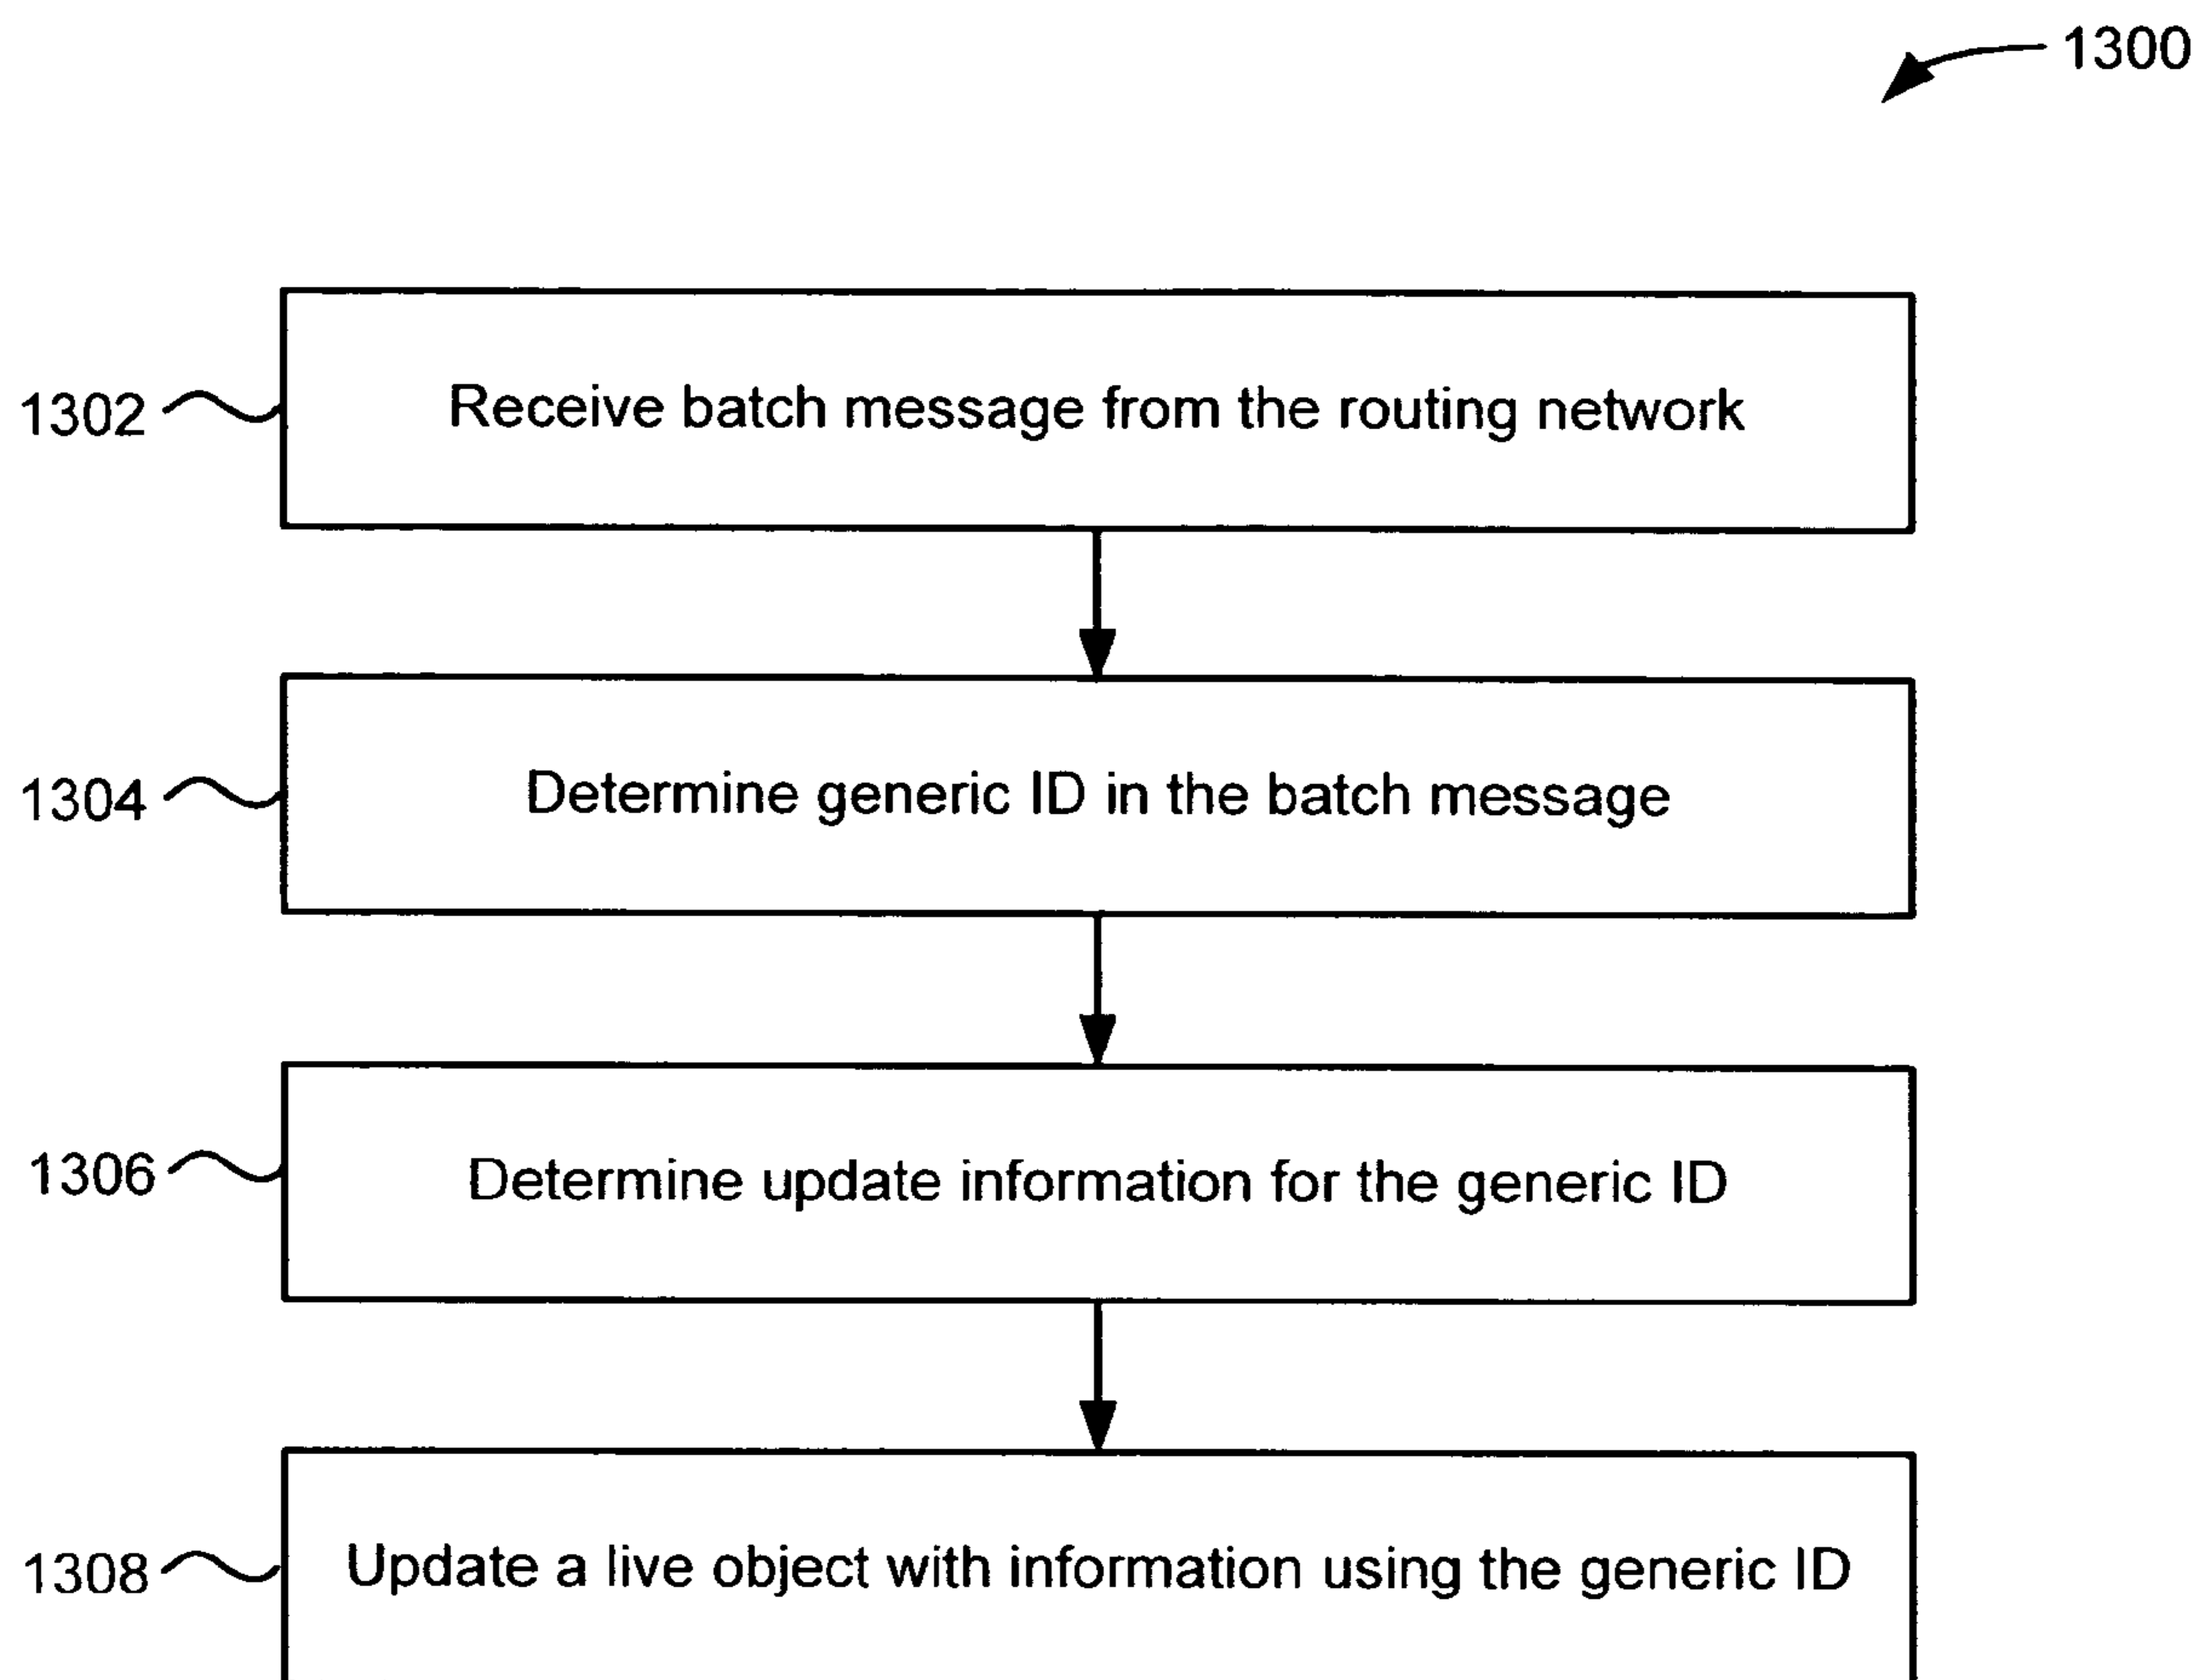 1300
1302 Receive batch message from the routing network
1304 Determine generic ID in the batch message
1306 Determine update information for the generic ID
1308 Update a live object with information using the generic ID